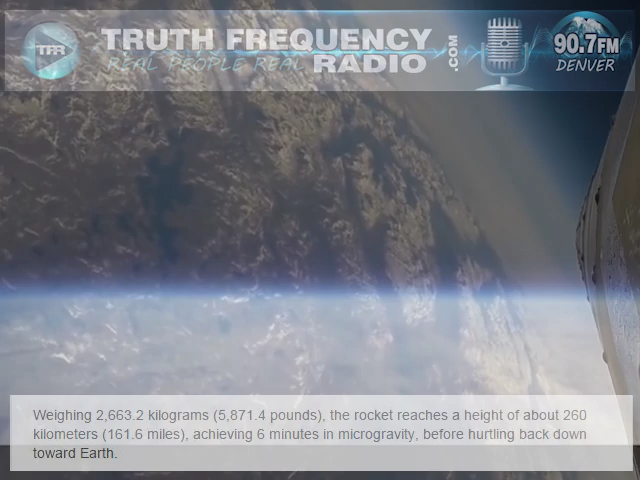 TFR
TRUTH FREQUENCY
REAL PEOPLE REAL RADIO
.COM
90.7FM
DENVER
Weighing 2,663.2 kilograms (5,871.4 pounds), the rocket reaches a height of about 260
kilometers (161.6 miles), achieving 6 minutes in microgravity, before hurtling back down
toward Earth.